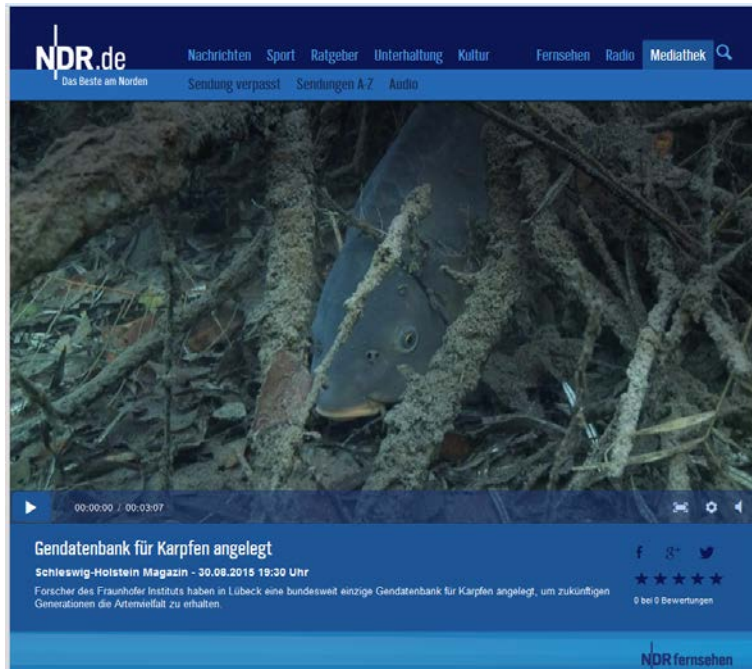 NDR.de
Das Beste am Norden
Nachrichten Sport Ratgeber Unterhaltung Kultur Fernsehen Radio Mediathek
Sendung verpasst Sendungen A-Z Audio
00:00:00 / 00:03:07
Gendatenbank für Karpfen angelegt
Schleswig-Holstein Magazin - 30.08.2015 19:30 Uhr
Forscher des Fraunhofer Instituts haben in Lübeck eine bundesweit einzige Gendatenbank für Karpfen angelegt, um zukünftigen
Generationen die Artenvielfalt zu erhalten.
f g+
0 bei 0 Bewertungen
NDR fernsehen